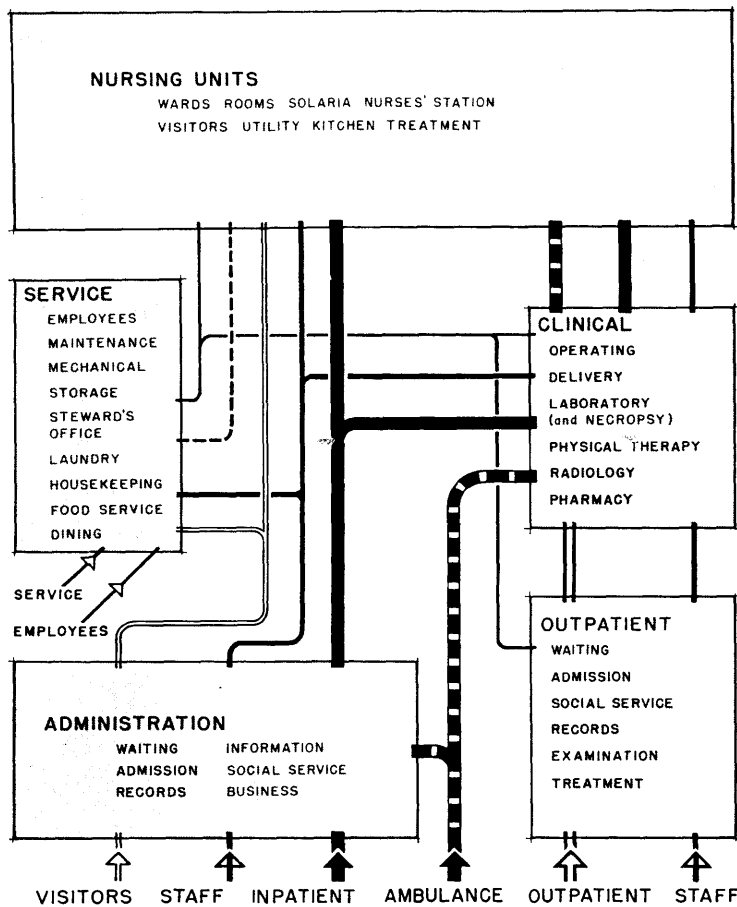 NURSING UNITS
WARDS ROOMS SOLARIA NURSES' STATION
VISITORS UTILITY KITCHEN TREATMENT
SERVICE
EMPLOYEES
MAINTENANCE
MECHANICAL
STORAGE
STEWARD'S
OFFICE
LAUNDRY
HOUSEKEEPING
FOOD SERVICE
DINING
SERVICE
EMPLOYEES
CLINICAL
OPERATING
DELIVERY
LABORATORY
(and NECROPSY)
PHYSICAL THERAPY
RADIOLOGY
PHARMACY
OUTPATIENT
WAITING
ADMISSION
SOCIAL SERVICE
RECORDS
EXAMINATION
TREATMENT
ADMINISTRATION
WAITING INFORMATION
ADMISSION SOCIAL SERVICE
RECORDS BUSINESS
VISITORS STAFF INPATIENT AMBULANCE OUTPATIENT STAFF